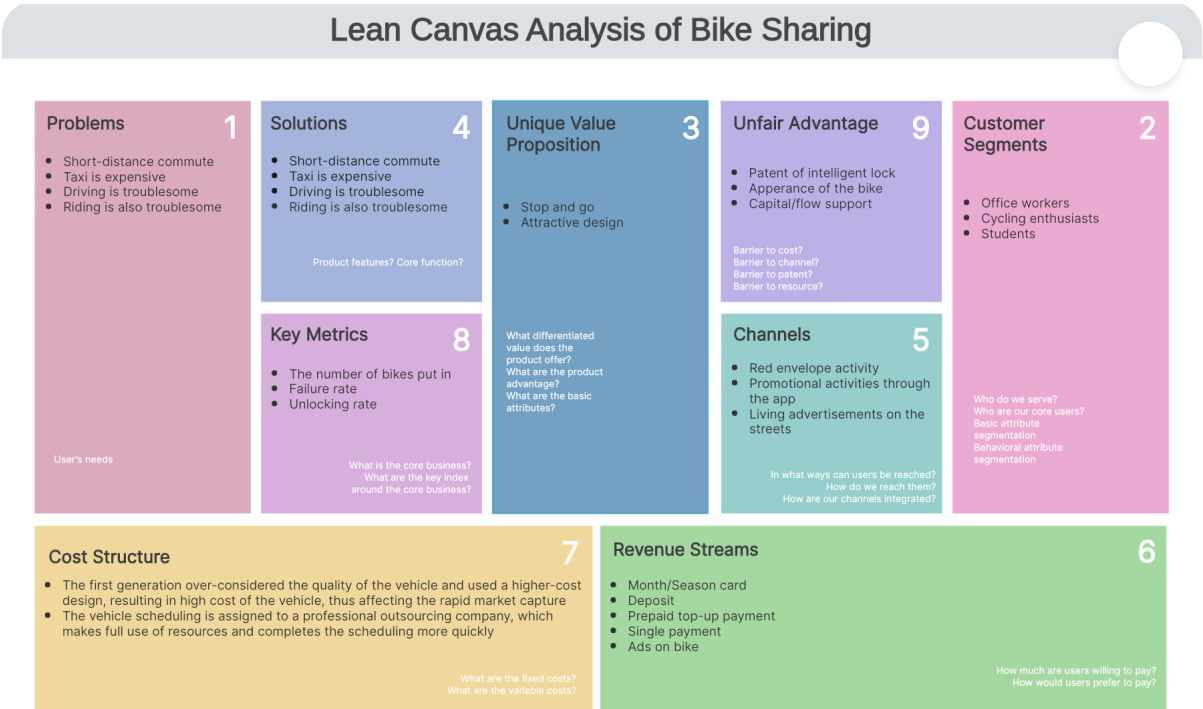 Lean Canvas Analysis of Bike Sharing
Problems
1
Short-distance commute
Taxi is expensive
Driving is troublesome
Riding is also troublesome
User's needs
Solutions
4
Short-distance commute
Taxi is expensive
Driving is troublesome
Riding is also troublesome
Product features? Core function?
Key Metrics
8
The number of bikes put in
Failure rate
Unlocking rate
What is the core business?
What are the key index
around the core business?
Unique Value
Proposition
3
Stop and go
Attractive design
What differentiated
value does the
product offer?
What are the product
advantage?
What are the basic
attributes?
Unfair Advantage
9
Patent of intelligent lock
Apperance of the bike
Capital/flow support
Barrier to cost?
Barrier to channel?
Barrier to patent?
Barrier to resource?
Channels
5
Red envelope activity
Promotional activities through
the app
Living advertisements on the
streets
In what ways can users be reached?
How do we reach them?
How are our channels integrated?
Customer
Segments
2
Office workers
Cycling enthusiasts
Students
Who do we serve?
Who are our core users?
Basic attribute
segmentation
Behavioral attribute
segmentation
Cost Structure
7
The first generation over-considered the quality of the vehicle and used a higher-cost
design, resulting in high cost of the vehicle, thus affecting the rapid market capture
The vehicle scheduling is assigned to a professional outsourcing company, which
makes full use of resources and completes the scheduling more quickly
What are the fixed costs?
What are the variable costs?
Revenue Streams
6
Month/Season card
Deposit
Prepaid top-up payment
Single payment
Ads on bike
How much are users willing to pay?
How would users prefer to pay?